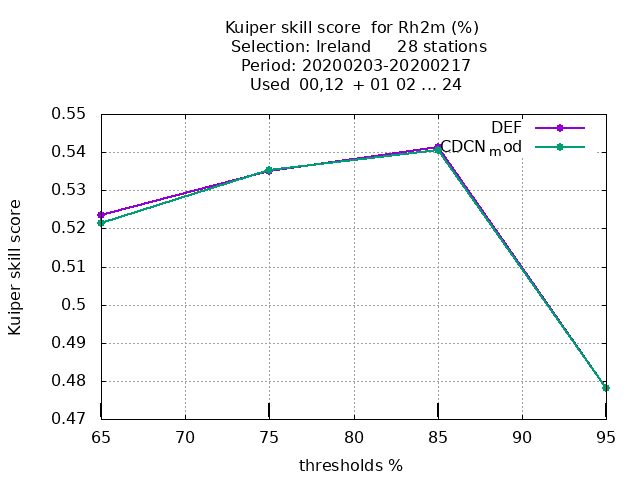 Kuiper skill score  for Rh2m (%)
Selection: Ireland     28 stations
Period: 20200203-20200217
Used  00,12  + 01 02 ... 24
DEF
CDCN_mod
Kuiper skill score
0.55
0.54
0.53
0.52
0.51
0.5
0.49
0.48
0.47
65 70 75 80 85 90 95
thresholds %